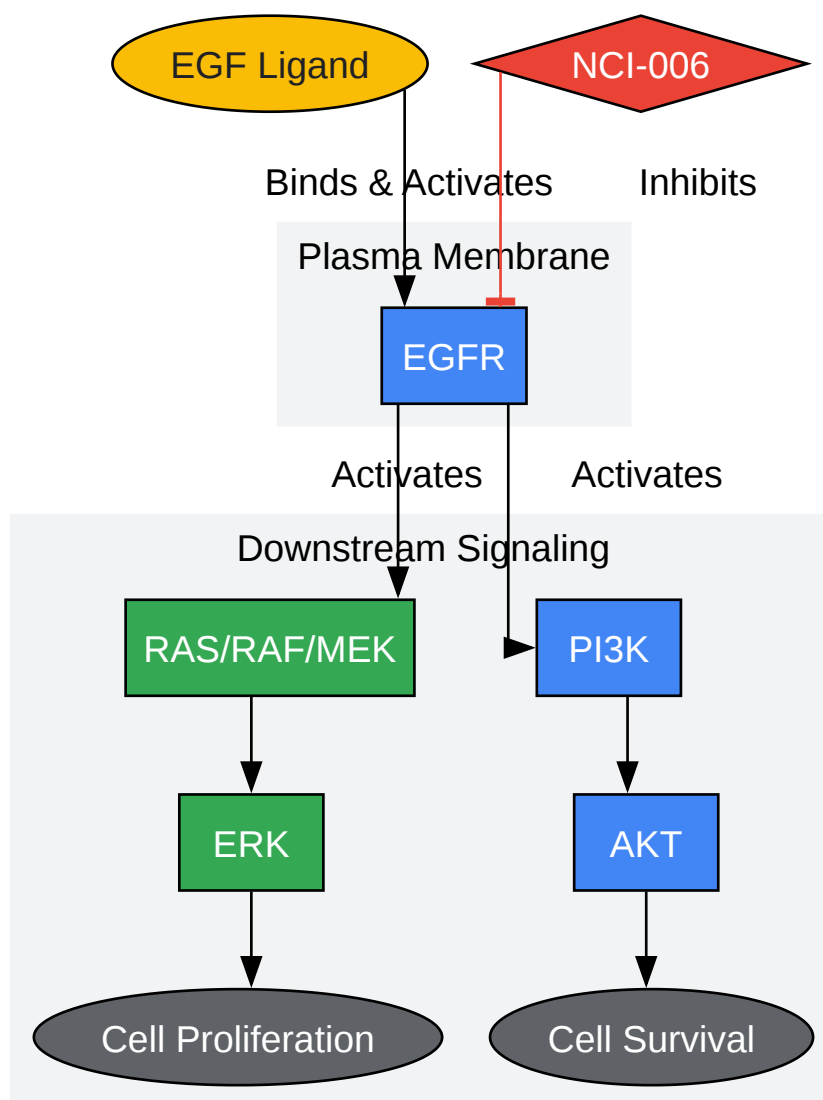 EGF Ligand
NCI-006
Binds & Activates
Inhibits
Plasma Membrane
EGFR
Activates
Activates
Downstream Signaling
RAS/RAF/MEK
PI3K
ERK
AKT
Cell Proliferation
Cell Survival